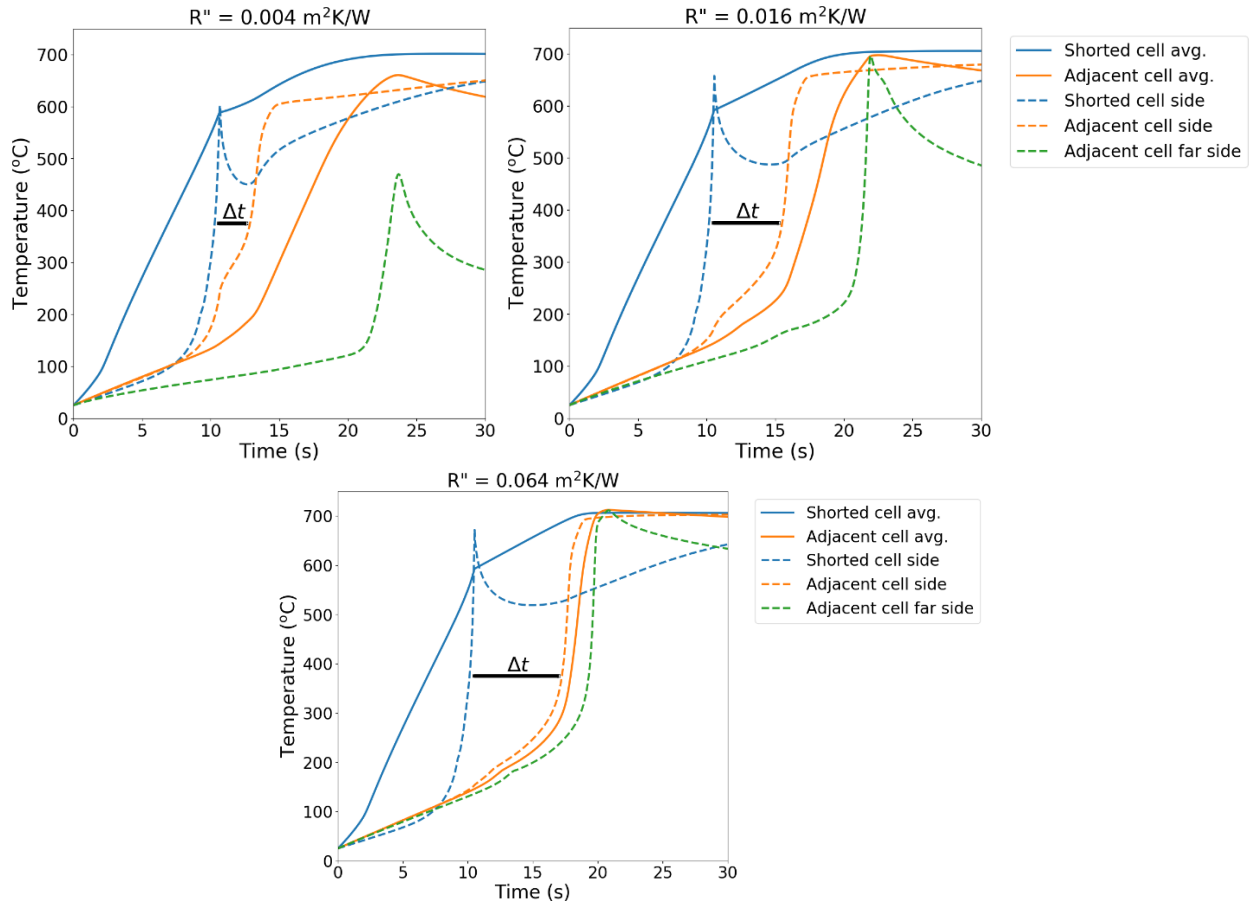 R" = 0.004 m²K/W
Temperature (°C)
700
600
500
400
300
200
100
0
Δt
0 5 10 15 20 25 30
Time (s)
R" = 0.016 m²K/W
Temperature (°C)
700
600
500
400
300
200
100
0
Δt
0 5 10 15 20 25 30
Time (s)
Shorted cell avg.
Adjacent cell avg.
Shorted cell side
Adjacent cell side
Adjacent cell far side
R" = 0.064 m²K/W
Temperature (°C)
700
600
500
400
300
200
100
0
Δt
0 5 10 15 20 25 30
Time (s)
Shorted cell avg.
Adjacent cell avg.
Shorted cell side
Adjacent cell side
Adjacent cell far side